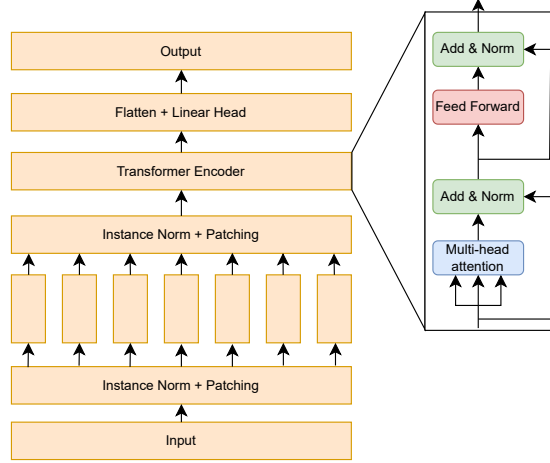 Output
Flatten + Linear Head
Transformer Encoder
Instance Norm + Patching
Instance Norm + Patching
Input
Add & Norm
Feed Forward
Add & Norm
Multi-head
attention